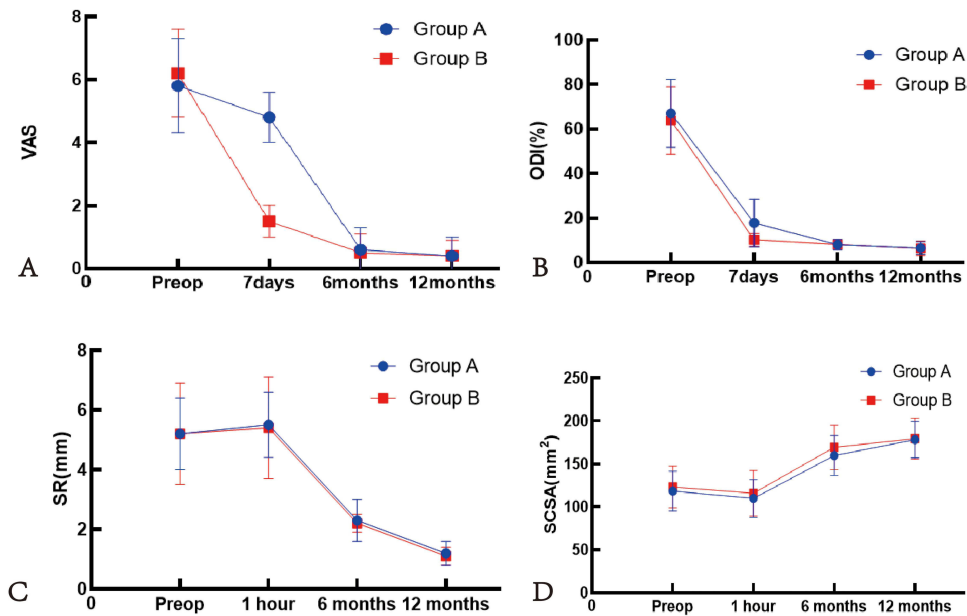 A
VAS
8
6
4
2
0
0
Preop
7days
6months
12months
Group A
Group B
B
ODI(%)
100
80
60
40
20
0
0
Preop
7days
6months
12months
Group A
Group B
C
SR(mm)
8
6
4
2
0
0
Preop
1 hour
6 months
12 months
Group A
Group B
D
SCSA(mm²)
250
200
150
100
50
0
0
Preop
1 hour
6 months
12 months
Group A
Group B